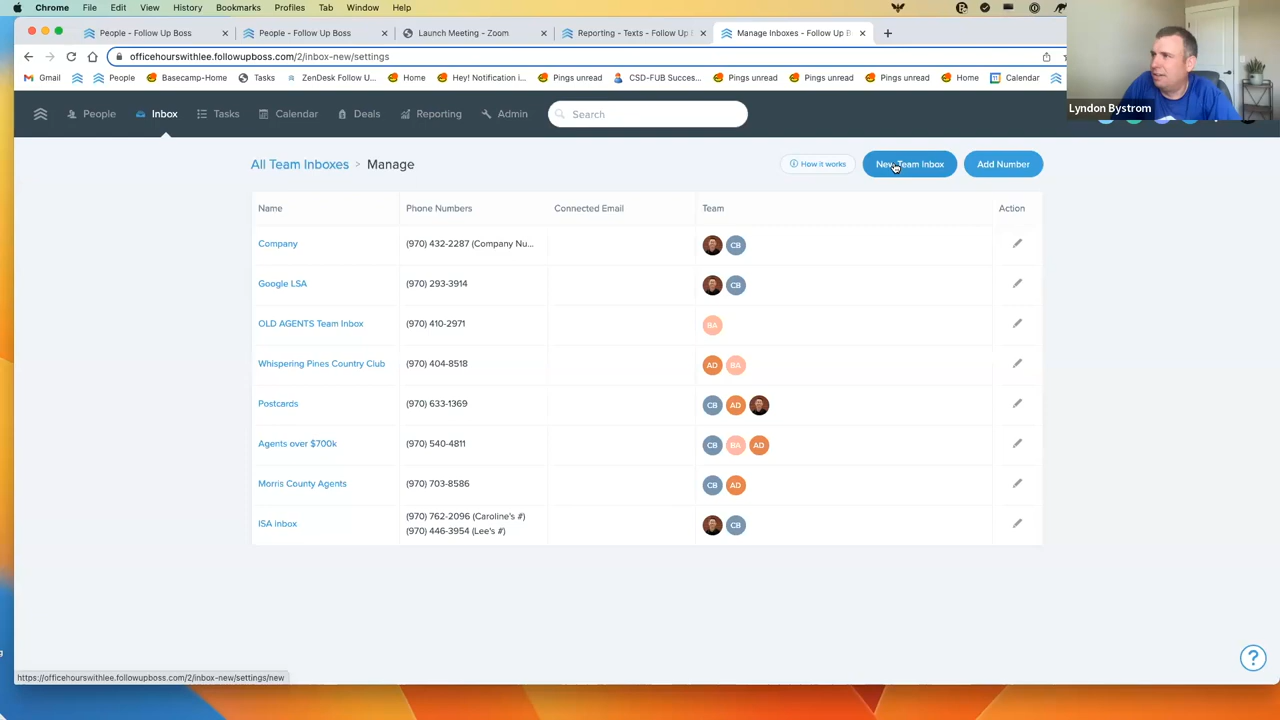 Chrome File Edit View History Bookmarks Profiles Tab Window Help
People - Follow Up Boss
People - Follow Up Boss
Launch Meeting - Zoom
Reporting - Texts - Follow Up
Manage Inboxes - Follow Up B
officehourswithlee.followupboss.com/2/inbox-new/settings
Gmail People Basecamp-Home Tasks ZenDesk Follow U... Home Hey! Notification i... Pings unread CSD-FUB Succes... Pings unread Pings unread Pings unread Home Calendar
Lyndon Bystrom
People Inbox Tasks Calendar Deals Reporting Admin Search
All Team Inboxes > Manage
How it works New Team Inbox Add Number
Name Phone Numbers Connected Email Team Action
Company (970) 432-2287 (Company Nu... CB
Google LSA (970) 293-3914 CB
OLD AGENTS Team Inbox (970) 410-2971 BA
Whispering Pines Country Club (970) 404-8518 AD BA
Postcards (970) 633-1369 CB AD
Agents over $700k (970) 540-4811 CB BA AD
Morris County Agents (970) 703-8586 CB AD
ISA inbox (970) 762-2096 (Caroline's #) CB
(970) 446-3954 (Lee's #)
?
https://officehourswithlee.followupboss.com/2/inbox-new/settings/new